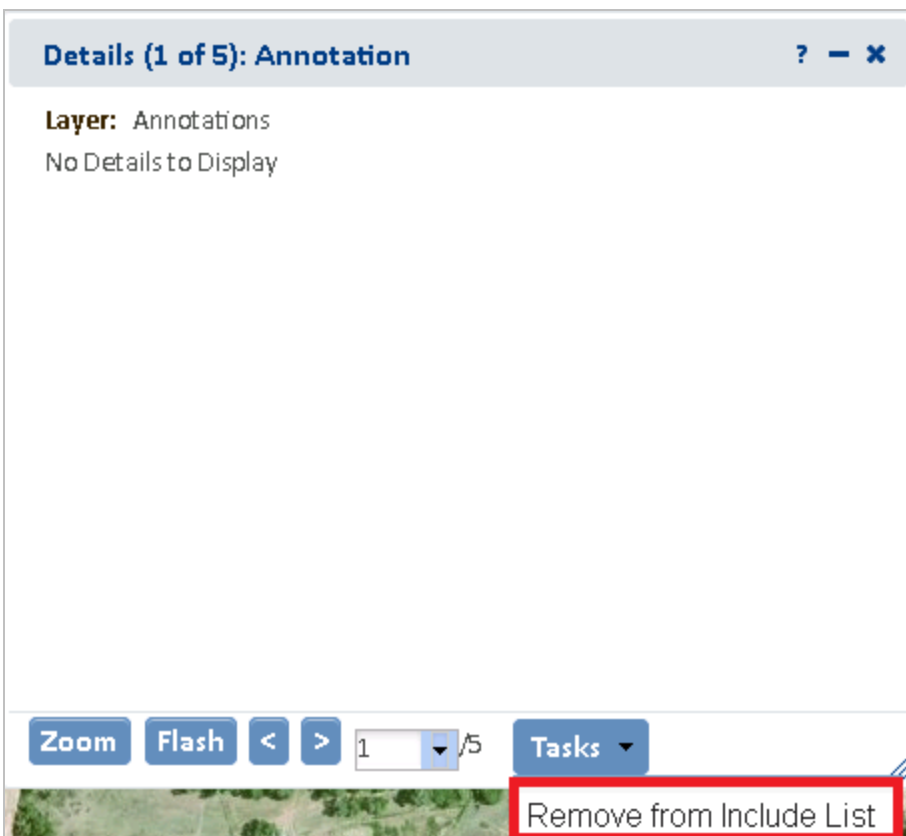 Details (1 of 5): Annotation ? − ×
Layer: Annotations
No Details to Display
Zoom Flash < > 1 /5 Tasks
Remove from Include List